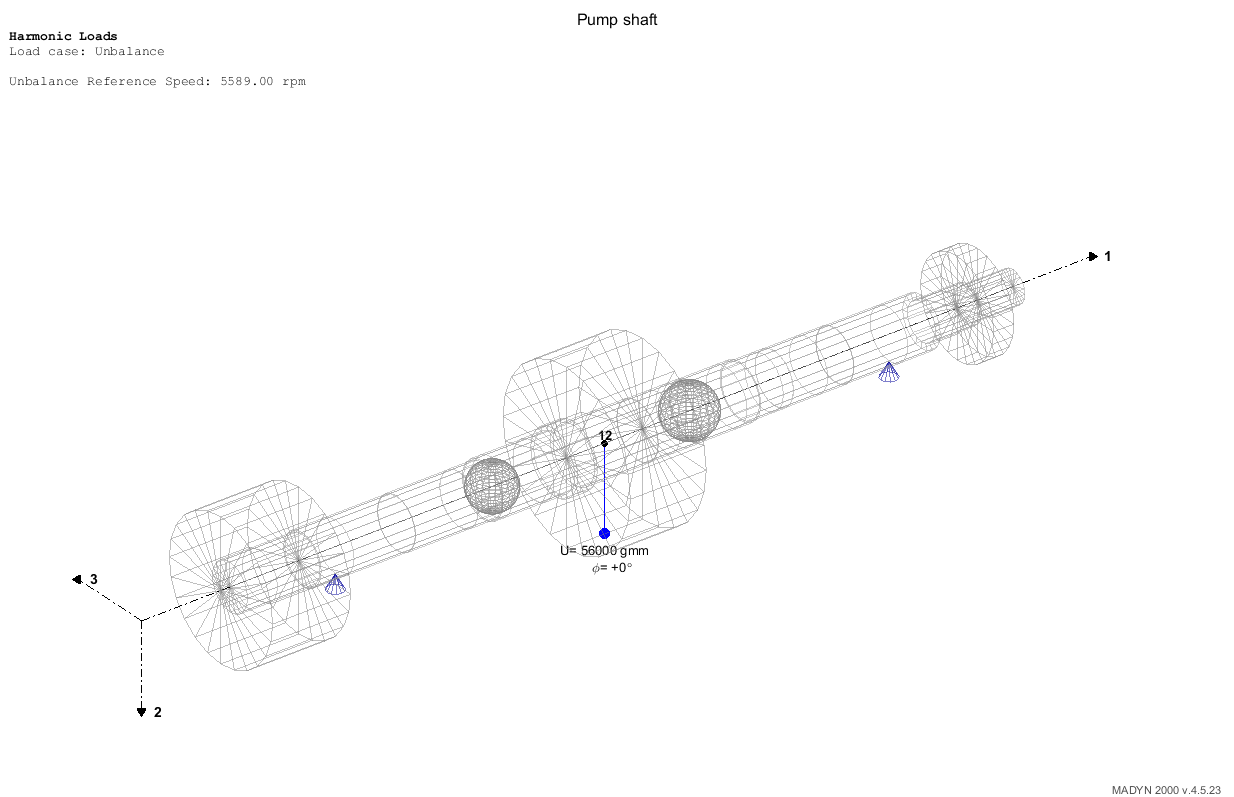 Pump shaft
Harmonic Loads
Load case: Unbalance
Unbalance Reference Speed: 5589.00 rpm
1
12
U= 56000 gmm
ϕ= +0°
3
2
MADYN 2000 v.4.5.23